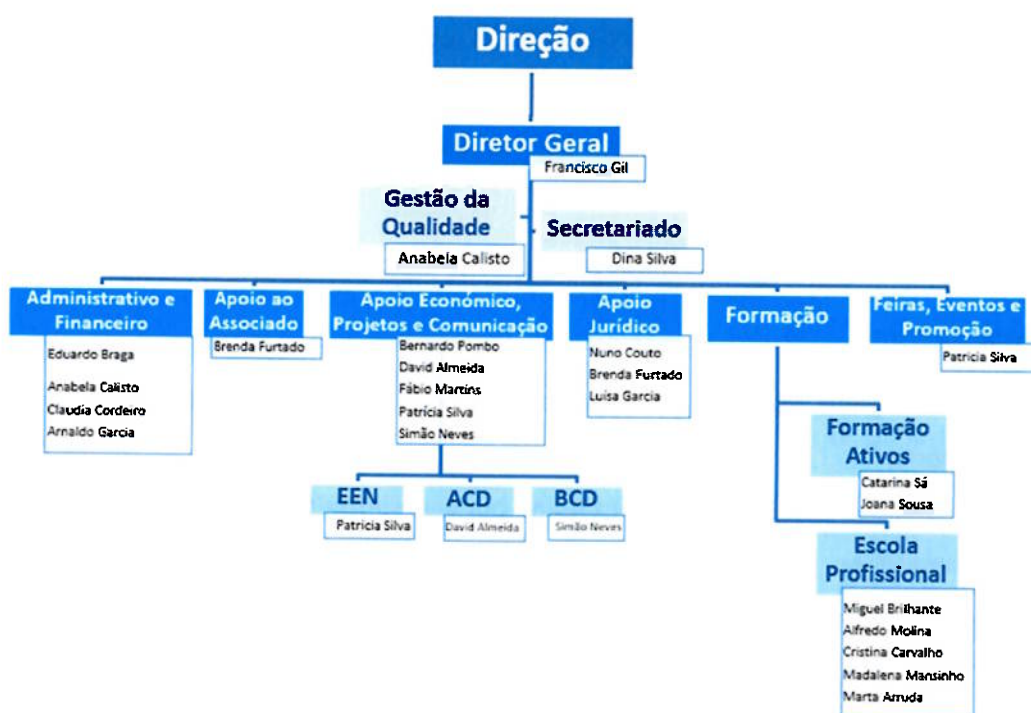 Direção
Diretor Geral
Francisco Gil
Gestão da
Qualidade
Anabela Calisto
Secretariado
Dina Silva
Administrativo e
Financeiro
Eduardo Braga
Anabela Calisto
Claudia Cordeiro
Arnaldo Garcia
Apoio ao
Associado
Brenda Furtado
Apoio Económico,
Projetos e Comunicação
Bernardo Pombo
David Almeida
Fábio Martins
Patrícia Silva
Simão Neves
EEN
Patricia Silva
ACD
David Almeida
BCD
Simão Neves
Apoio
Jurídico
Nuno Couto
Brenda Furtado
Luisa Garcia
Formação
Formação
Ativos
Catarina Sá
Joana Sousa
Escola
Profissional
Miguel Brilhante
Alfredo Molina
Cristina Carvalho
Madalena Mansinho
Marta Arruda
Feiras, Eventos e
Promoção
Patricia Silva